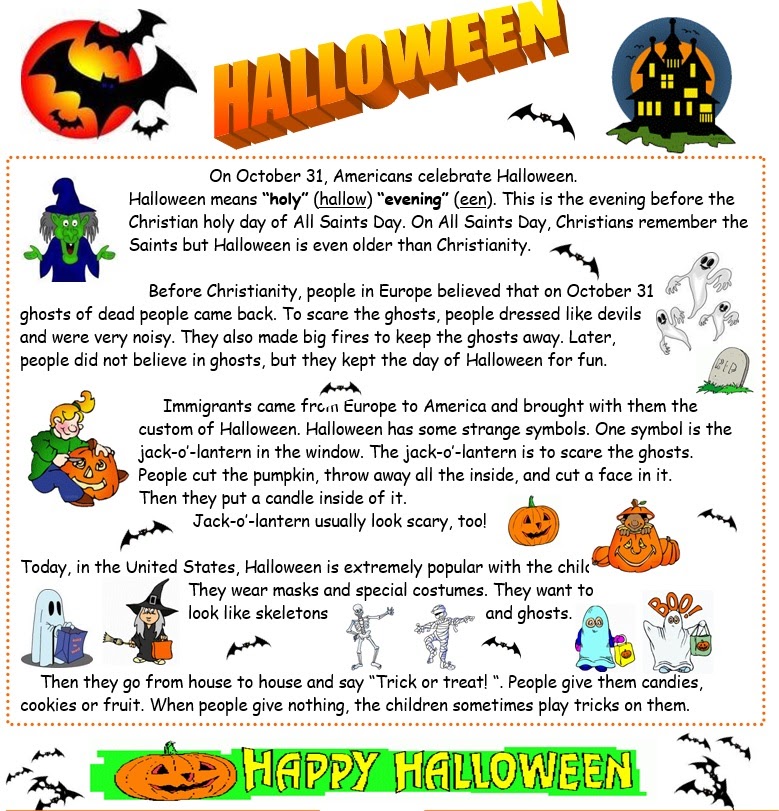 HALLOWEEN
On October 31, Americans celebrate Halloween.
Halloween means “holy” (hallow) “evening” (een). This is the evening before the
Christian holy day of All Saints Day. On All Saints Day, Christians remember the
Saints but Halloween is even older than Christianity.
Before Christianity, people in Europe believed that on October 31
ghosts of dead people came back. To scare the ghosts, people dressed like devils
and were very noisy. They also made big fires to keep the ghosts away. Later,
people did not believe in ghosts, but they kept the day of Halloween for fun.
RIP
Immigrants came from Europe to America and brought with them the
custom of Halloween. Halloween has some strange symbols. One symbol is the
jack-o’-lantern in the window. The jack-o’-lantern is to scare the ghosts.
People cut the pumpkin, throw away all the inside, and cut a face in it.
Then they put a candle inside of it.
Jack-o’-lantern usually look scary, too!
Today, in the United States, Halloween is extremely popular with the
They wear masks and special costumes. They want to
look like skeletons and ghosts.
BOO!
Then they go from house to house and say “Trick or treat! “. People give them candies,
cookies or fruit. When people give nothing, the children sometimes play tricks on them.
HAPPY HALLOWEEN